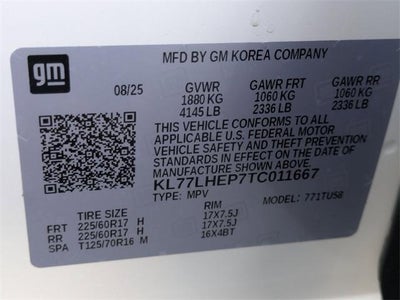 gm
MFD BY GM KOREA COMPANY
08/25 GVWR GAWR FRT GAWR RR
1880 KG 1060 KG 1060 KG
4145 LB 2336 LB 2336 LB
THIS VEHICLE CONFORMS TO ALL
APPLICABLE U.S. FEDERAL MOTOR
VEHICLE SAFETY AND THEFT PREVENTION
STANDARDS IN EFFECT ON THE DATE OF
MANUFACTURE SHOWN ABOVE.
KL77LHEP7TC011667
TYPE: MPV MODEL: 771TUS8
TIRE SIZE RIM
FRT 225/60R17 H 17X7.5J
RR 225/60R17 H 17X7.5J
SPA T125/70R16 M 16X4BT